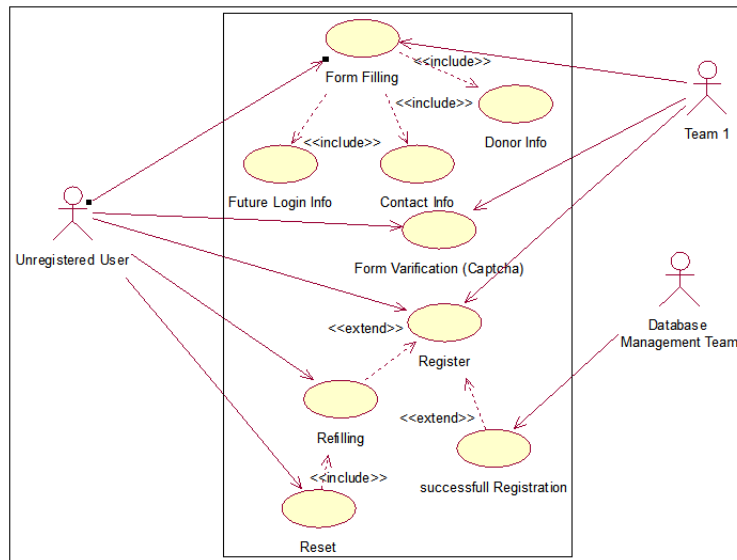 <<include>>
Form Filling
<<include>>
Team 1
<<include>>
Donor Info
Future Login Info
Contact Info
Unregistered User
Form Varification (Captcha)
<<extend>>
Register
Database
Management Team
<<extend>>
Refilling
<<include>>
successfull Registration
Reset